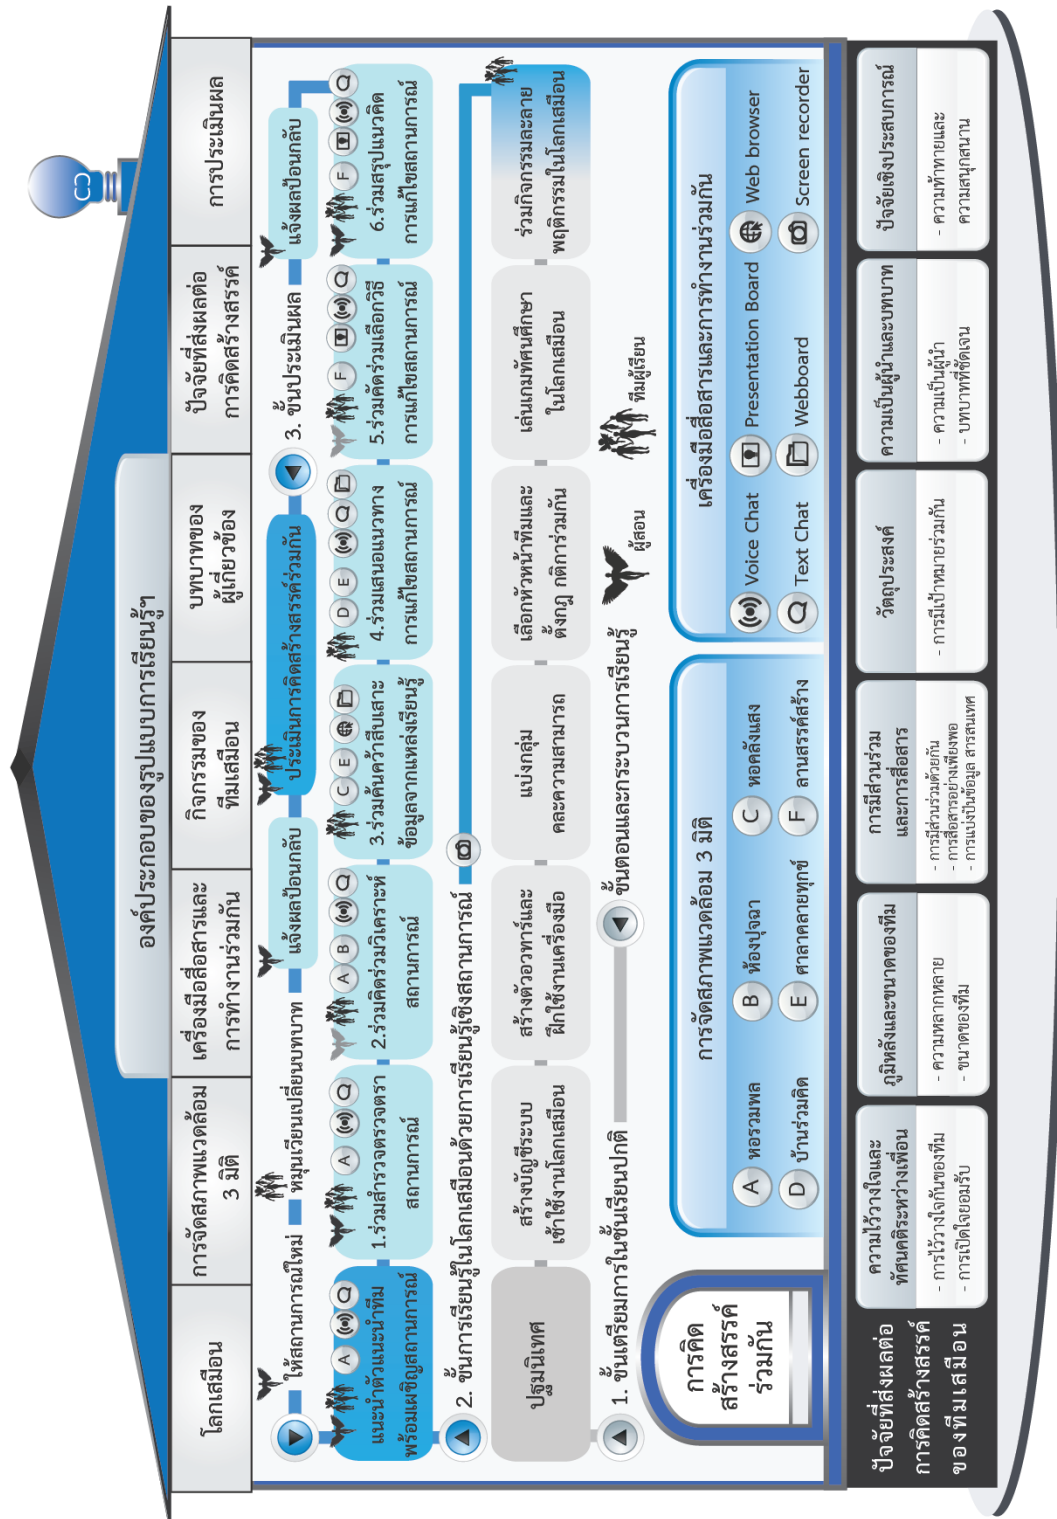 องค์ประกอบของรูปแบบการเรียนรู้ฯ
โลกเสมือน
การจัดสภาพแวดล้อม
3 มิติ
เครื่องมือสื่อสารและ
การทำงานร่วมกัน
กิจกรรมของ
ทีมเสมือน
บทบาทของ
ผู้เกี่ยวข้อง
ปัจจัยที่ส่งผลต่อ
การคิดสร้างสรรค์
การประเมินผล
ให้สถานการณ์ใหม่
หมุนเวียนเปลี่ยนบทบาท
แจ้งผลป้อนกลับ
ประเมินการคิดสร้างสรรค์ร่วมกัน
3. ขั้นประเมินผล
แจ้งผลป้อนกลับ
A
แนะนำตัวแนะนำทีม
พร้อมเผชิญสถานการณ์
A
1.ร่วมสำรวจตรวจตรา
สถานการณ์
A B
2.ร่วมคิดร่วมวิเคราะห์
สถานการณ์
C E
3.ร่วมค้นคว้าสืบเสาะ
ข้อมูลจากแหล่งเรียนรู้
D E
4.ร่วมเสนอแนวทาง
การแก้ไขสถานการณ์
F
5.ร่วมคัดร่วมเลือกวิธี
การแก้ไขสถานการณ์
F
6.ร่วมสรุปแนวคิด
การแก้ไขสถานการณ์
2. ขั้นการเรียนรู้ในโลกเสมือนด้วยการเรียนรู้เชิงสถานการณ์
ปฐมนิเทศ
สร้างบัญชีระบบ
เข้าใช้งานโลกเสมือน
สร้างตัวอวทาร์และ
ฝึกใช้งานเครื่องมือ
แบ่งกลุ่ม
คละความสามารถ
เลือกหัวหน้าทีมและ
ตั้งกฎ กติการ่วมกัน
เล่นเกมทัศนศึกษา
ในโลกเสมือน
ร่วมกิจกรรมละลาย
พฤติกรรมในโลกเสมือน
1. ขั้นเตรียมการในชั้นเรียนปกติ
ขั้นตอนและกระบวนการเรียนรู้
ผู้สอน
ทีมผู้เรียน
การคิด
สร้างสรรค์
ร่วมกัน
การจัดสภาพแวดล้อม 3 มิติ
A หอรวมพล
B ห้องปุจฉา
C หอคลังแสง
D บ้านร่วมคิด
E ศาลาคลายทุกข์
F ลานสรรค์สร้าง
เครื่องมือสื่อสารและการทำงานร่วมกัน
Voice Chat
Presentation Board
Web browser
Text Chat
Webboard
Screen recorder
ปัจจัยที่ส่งผลต่อ
การคิดสร้างสรรค์
ของทีมเสมือน
ความไว้วางใจและ
ทัศนคติระหว่างเพื่อน
- การไว้วางใจกันของทีม
- การเปิดใจยอมรับ
ภูมิหลังและขนาดของทีม
- ความหลากหลาย
- ขนาดของทีม
การมีส่วนร่วม
และการสื่อสาร
- การมีส่วนร่วมด้วยกัน
- การสื่อสารอย่างเพียงพอ
- การแบ่งปันข้อมูล สารสนเทศ
วัตถุประสงค์
- การมีเป้าหมายร่วมกัน
ความเป็นผู้นำและบทบาท
- ความเป็นผู้นำ
- บทบาทที่ชัดเจน
ปัจจัยเชิงประสบการณ์
- ความท้าทายและ
ความสนุกสนาน